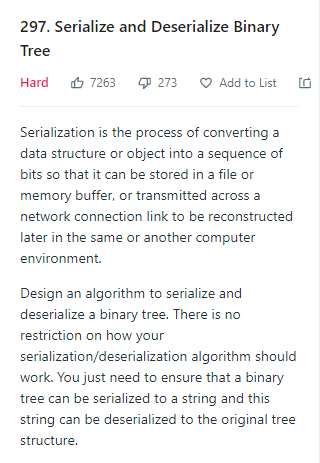 297. Serialize and Deserialize Binary
Tree
Hard 7263 273 Add to List
Serialization is the process of converting a
data structure or object into a sequence of
bits so that it can be stored in a file or
memory buffer, or transmitted across a
network connection link to be reconstructed
later in the same or another computer
environment.
Design an algorithm to serialize and
deserialize a binary tree. There is no
restriction on how your
serialization/deserialization algorithm should
work. You just need to ensure that a binary
tree can be serialized to a string and this
string can be deserialized to the original tree
structure.